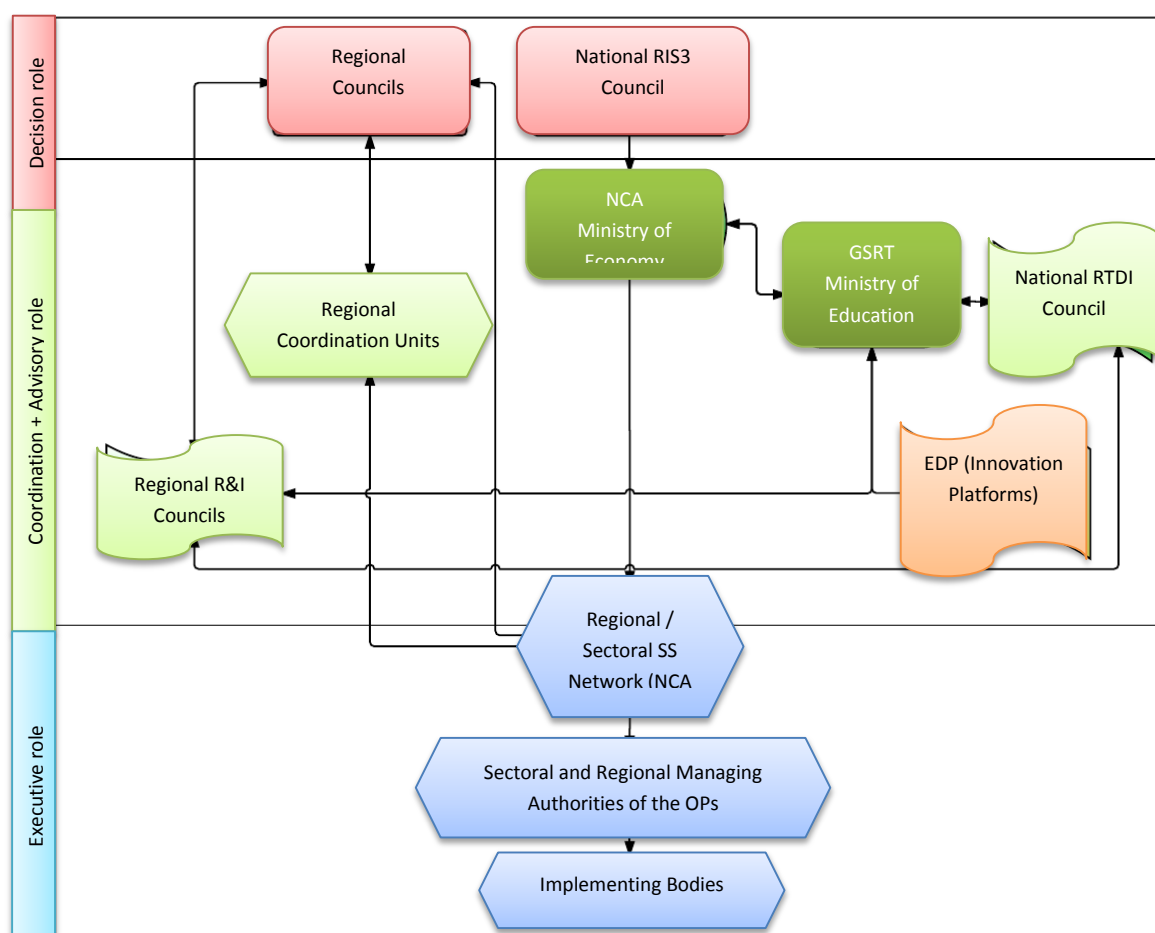 Decision role
Regional
Councils
National RIS3
Council
Coordination + Advisory role
NCA
Ministry of
Economy
GSRT
Ministry of
Education
National RTDI
Council
Regional
Coordination Units
Regional R&I
Councils
EDP (Innovation
Platforms)
Executive role
Regional /
Sectoral SS
Network (NCA
Sectoral and Regional Managing
Authorities of the OPs
Implementing Bodies